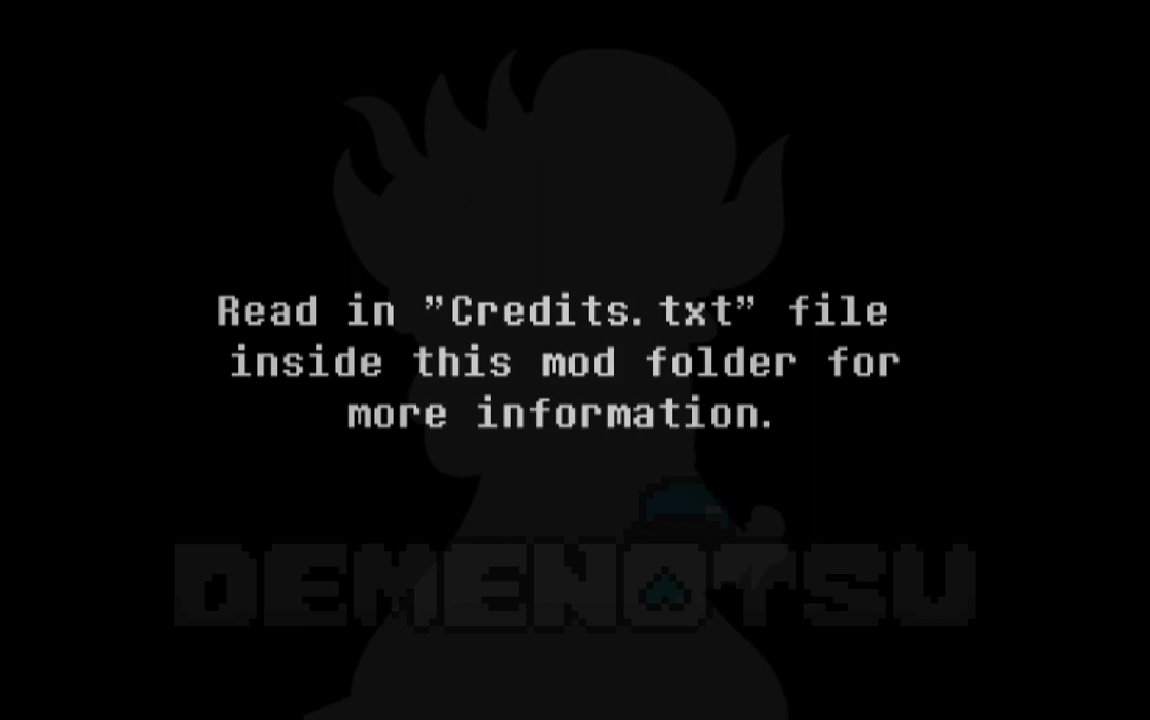 Read in "Credits.txt" file
inside this mod folder for
more information.
DEMENOTSU